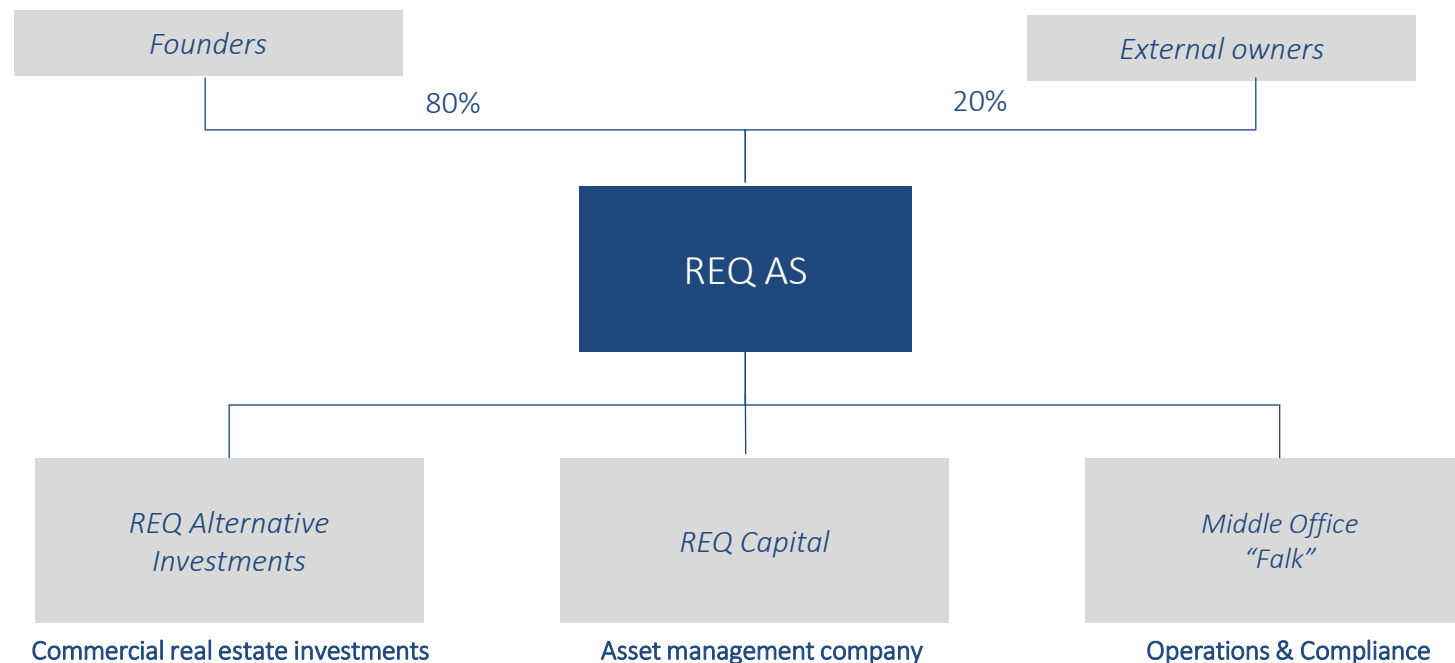 Founders
External owners
80%
20%
REQ AS
REQ Alternative
Investments
REQ Capital
Middle Office
“Falk”
Commercial real estate investments
Asset management company
Operations & Compliance